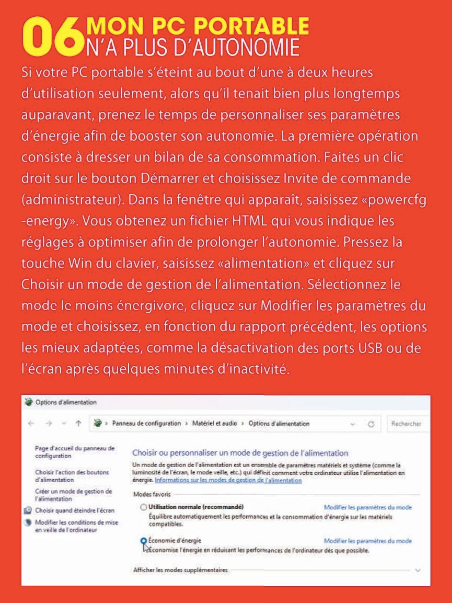 06 MON PC PORTABLE
N'A PLUS D'AUTONOMIE
Si votre PC portable s'éteint au bout d'une à deux heures
d'utilisation seulement, alors qu'il tenait bien plus longtemps
auparavant, prenez le temps de personnaliser ses paramètres
d'énergie afin de booster son autonomie. La première opération
consiste à dresser un bilan de sa consommation. Faites un clic
droit sur le bouton Démarrer et choisissez Invite de commande
(administrateur). Dans la fenêtre qui apparaît, saisissez «powercfg
-energy». Vous obtenez un fichier HTML qui vous indique les
réglages à optimiser afin de prolonger l'autonomie. Pressez la
touche Win du clavier, saisissez «alimentation» et cliquez sur
Choisir un mode de gestion de l'alimentation. Sélectionnez le
mode le moins énergivore, cliquez sur Modifier les paramètres du
mode et choisissez, en fonction du rapport précédent, les options
les mieux adaptées, comme la désactivation des ports USB ou de
l'écran après quelques minutes d'inactivité.
Options d'alimentation
Panneau de configuration > Matériel et audio > Options d'alimentation
Rechercher
Page d'accueil du panneau de
configuration
Choisir l'action des boutons
d'alimentation
Créer un mode de gestion de
l'alimentation
Choisir quand éteindre l'écran
Modifier les conditions de mise
en veille de l'ordinateur
Choisir ou personnaliser un mode de gestion de l'alimentation
Un mode de gestion de l'alimentation est un ensemble de paramètres matériels et système (comme la
luminosité de l'écran, le mode veille, etc.) qui définit comment votre ordinateur utilise l'alimentation en
énergie. Informations sur les modes de gestion de l'alimentation
Modes favoris
Utilisation normale (recommandé) Modifier les paramètres du mode
Équilibre automatiquement les performances et la consommation d'énergie sur les matériels
compatibles.
Économie d'énergie Modifier les paramètres du mode
Économise l'énergie en réduisant les performances de l'ordinateur dès que possible.
Afficher les modes supplémentaires